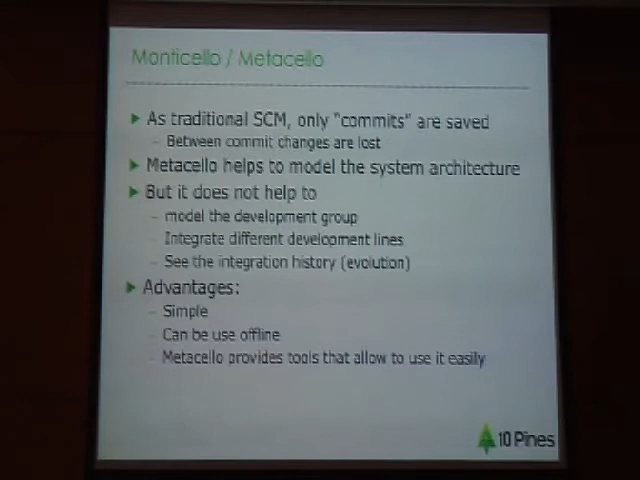 Monticello / Metacello
As traditional SCM, only "commits" are saved
– Between commit changes are lost
Metacello helps to model the system architecture
But it does not help to
– model the development group
– Integrate different development lines
– See the integration history (evolution)
Advantages:
– Simple
– Can be use offline
– Metacello provides tools that allow to use it easily
10 Pines